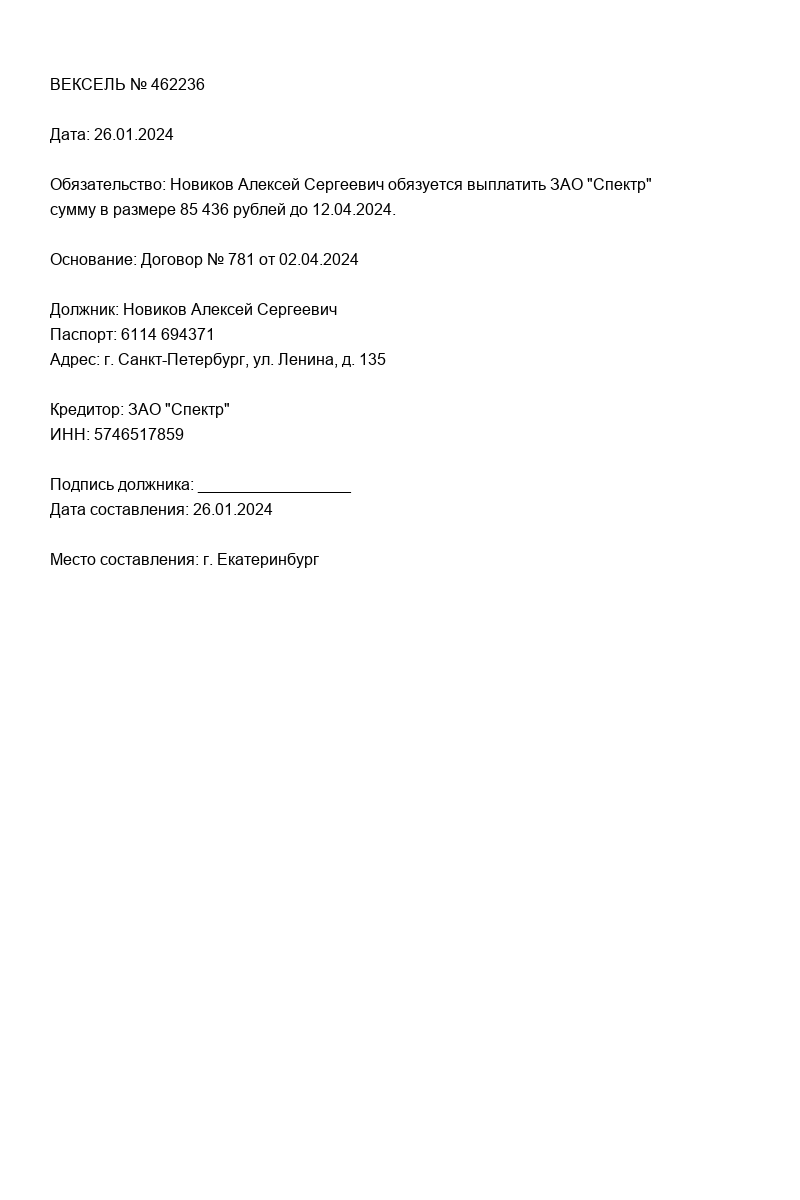 ВЕКСЕЛЬ № 462236
Дата: 26.01.2024
Обязательство: Новиков Алексей Сергеевич обязуется выплатить ЗАО "Спектр"
сумму в размере 85 436 рублей до 12.04.2024.
Основание: Договор № 781 от 02.04.2024
Должник: Новиков Алексей Сергеевич
Паспорт: 6114 694371
Адрес: г. Санкт-Петербург, ул. Ленина, д. 135
Кредитор: ЗАО "Спектр"
ИНН: 5746517859
Подпись должника: __________________
Дата составления: 26.01.2024
Место составления: г. Екатеринбург